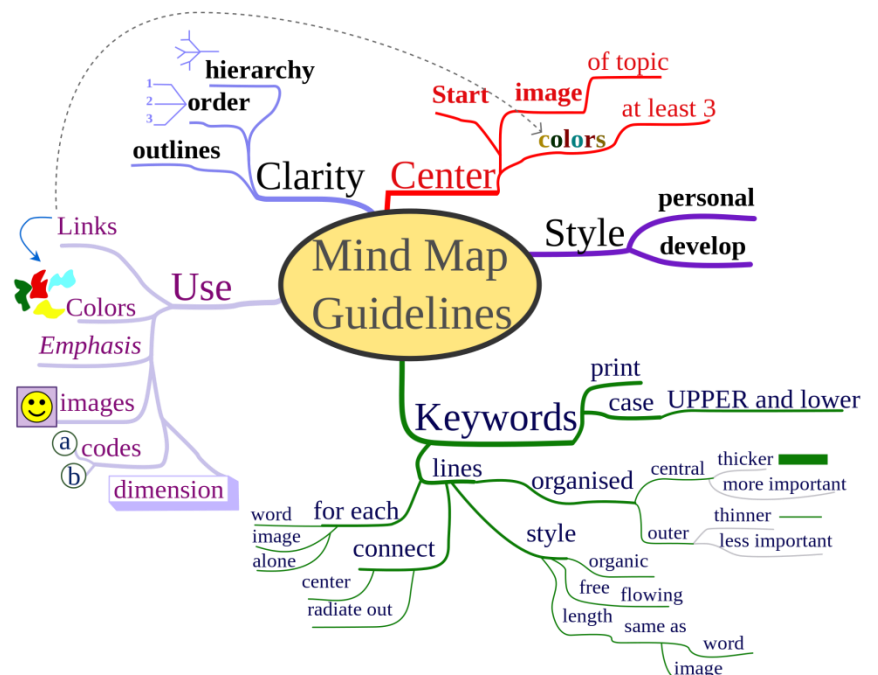 Mind Map
Guidelines
Center
Start
image
of topic
colors
at least 3
Style
personal
develop
Keywords
print
case
UPPER and lower
lines
organised
central
thicker
more important
outer
thinner
less important
style
organic
free
flowing
length
same as
word
image
connect
center
radiate out
for each
word
image
alone
Use
Links
Colors
Emphasis
images
codes
a
b
dimension
Clarity
hierarchy
order
1
2
3
outlines